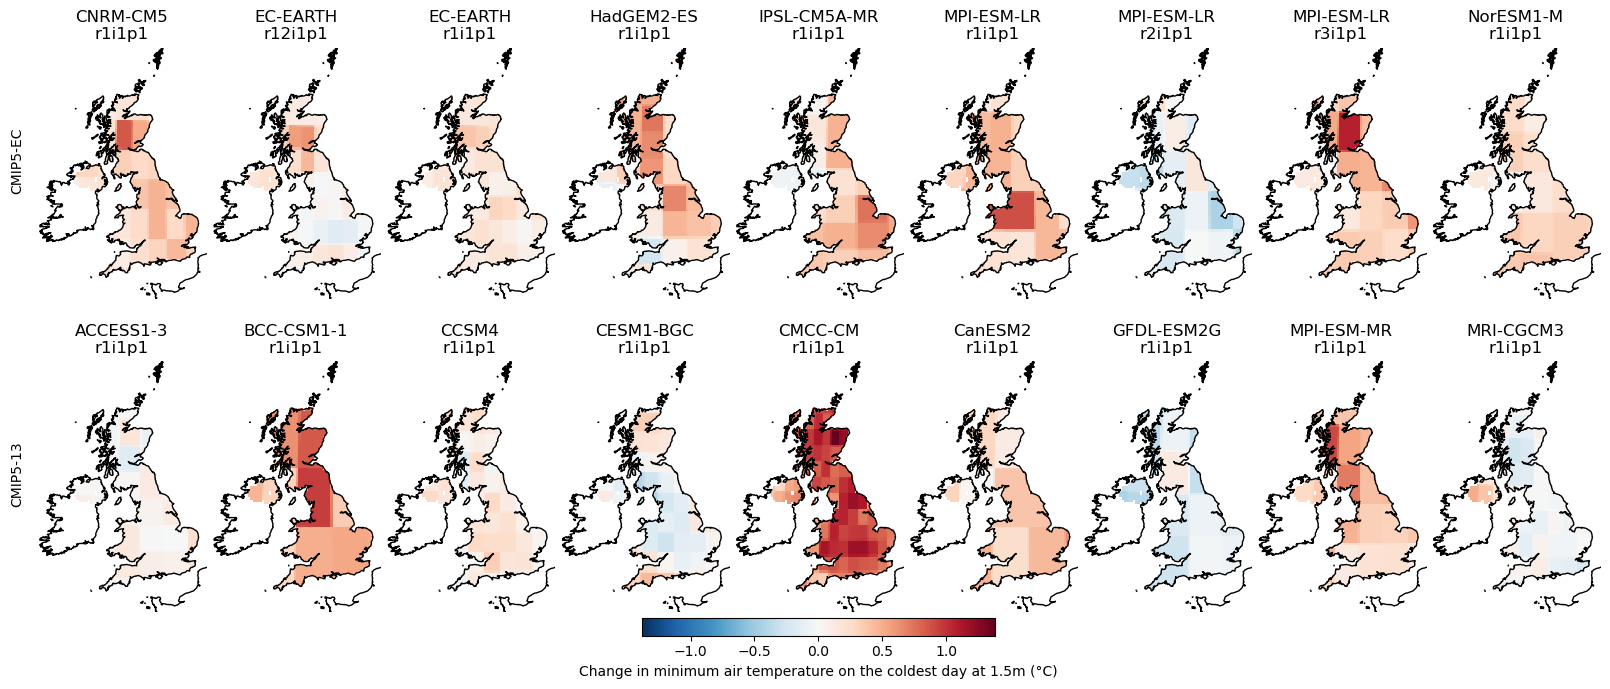 CNRM-CM5 EC-EARTH EC-EARTH HadGEM2-ES IPSL-CM5A-MR MPI-ESM-LR MPI-ESM-LR MPI-ESM-LR NorESM1-M
r1i1p1 r12i1p1 r1i1p1 r1i1p1 r1i1p1 r1i1p1 r2i1p1 r3i1p1 r1i1p1
CMIP5-EC
ACCESS1-3 BCC-CSM1-1 CCSM4 CESM1-BGC CMCC-CM CanESM2 GFDL-ESM2G MPI-ESM-MR MRI-CGCM3
r1i1p1 r1i1p1 r1i1p1 r1i1p1 r1i1p1 r1i1p1 r1i1p1 r1i1p1 r1i1p1
CMIP5-13
−1.0 −0.5 0.0 0.5 1.0
Change in minimum air temperature on the coldest day at 1.5m (°C)